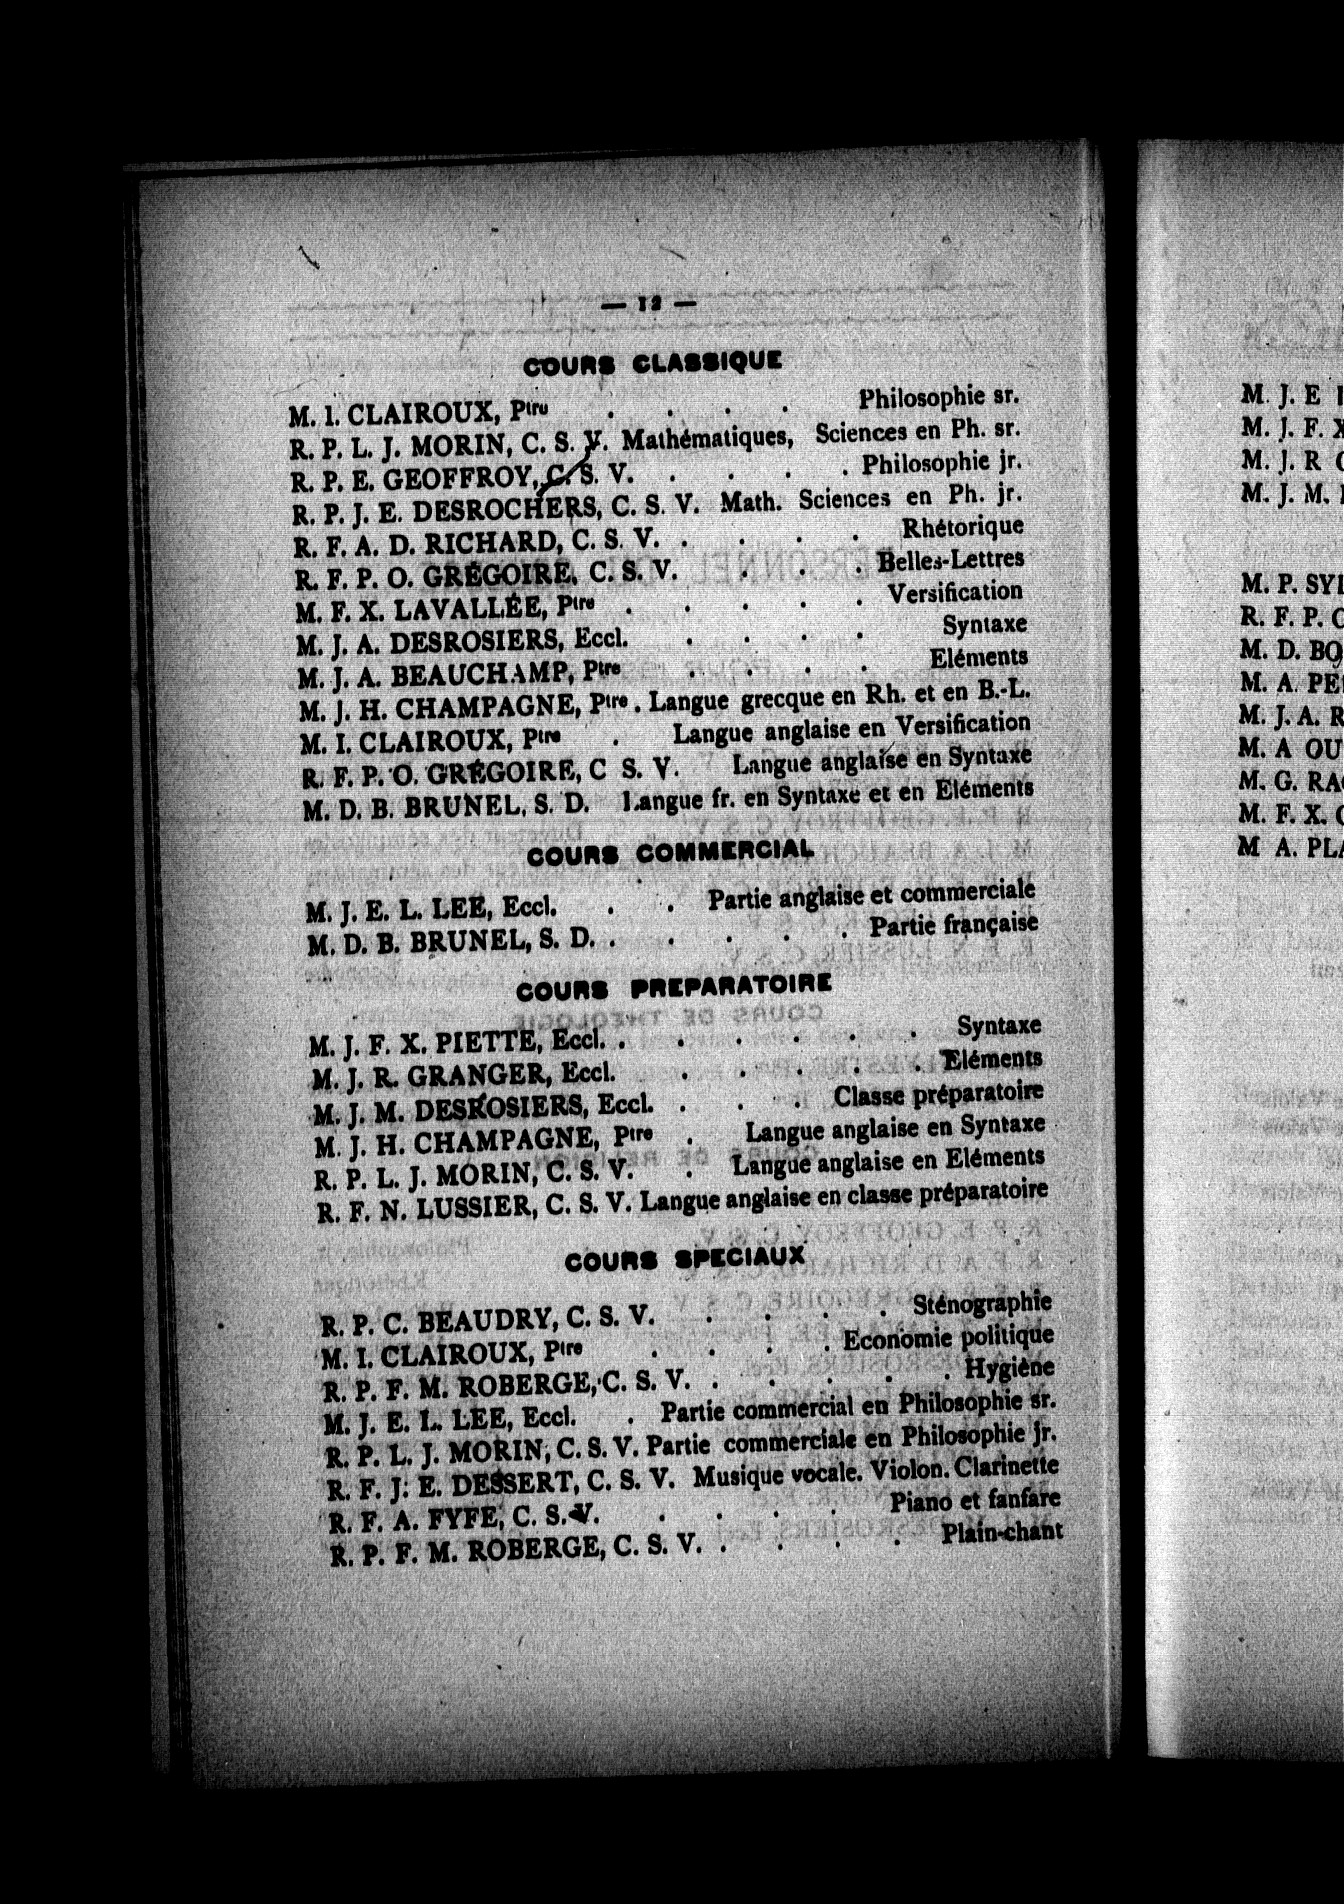 — 12 —
COURS CLASSIQUE
M. I. CLAIROUX, Ptre . . . . Philosophie sr.
R. P. L. J. MORIN, C. S. V. Mathématiques, Sciences en Ph. sr.
R. P. E. GEOFFROY, C. S. V. . . . . Philosophie jr.
R. P. J. E. DESROCHERS, C. S. V. Math. Sciences en Ph. jr.
R. F. A. D. RICHARD, C. S. V. . . . . Rhétorique
R. F. P. O. GRÉGOIRE, C. S. V. . . . Belles-Lettres
M. F. X. LAVALLÉE, Ptre . . . . . Versification
M. J. A. DESROSIERS, Eccl. . . . . Syntaxe
M. J. A. BEAUCHAMP, Ptre . . . . Eléments
M. J. H. CHAMPAGNE, Ptre . Langue grecque en Rh. et en B.-L.
M. I. CLAIROUX, Ptre . Langue anglaise en Versification
R. F. P. O. GRÉGOIRE, C S. V. Langue anglaise en Syntaxe
M. D. B. BRUNEL, S. D. Langue fr. en Syntaxe et en Eléments
COURS COMMERCIAL
M. J. E. L. LEE, Eccl. . . Partie anglaise et commerciale
M. D. B. BRUNEL, S. D. . . . . . Partie française
COURS PREPARATOIRE
M. J. F. X. PIETTE, Eccl. . . . . . . Syntaxe
M. J. R. GRANGER, Eccl. . . . . . Eléments
M. J. M. DESROSIERS, Eccl. . . . Classe préparatoire
M. J. H. CHAMPAGNE, Ptre . Langue anglaise en Syntaxe
R. P. L. J. MORIN, C. S. V. . Langue anglaise en Eléments
R. F. N. LUSSIER, C. S. V. Langue anglaise en classe préparatoire
COURS SPECIAUX
R. P. C. BEAUDRY, C. S. V. . . . . Sténographie
M. I. CLAIROUX, Ptre . . . . Economie politique
R. P. F. M. ROBERGE, C. S. V. . . . . . Hygiène
M. J. E. L. LEE, Eccl. . Partie commercial en Philosophie sr.
R. P. L. J. MORIN, C. S. V. Partie commerciale en Philosophie jr.
R. F. J. E. DESSERT, C. S. V. Musique vocale. Violon. Clarinette
R. F. A. FYFE, C. S. V. . . . . Piano et fanfare
R. P. F. M. ROBERGE, C. S. V. . . . . Plain-chant
M. J. E
M. J. F. X
M. J. R
M. J. M.
M. P. SY
R. F. P.
M. D. BO
M. A. PE
M. J. A. R
M. A OU
M. G. RA
M. F. X.
M A. PLA